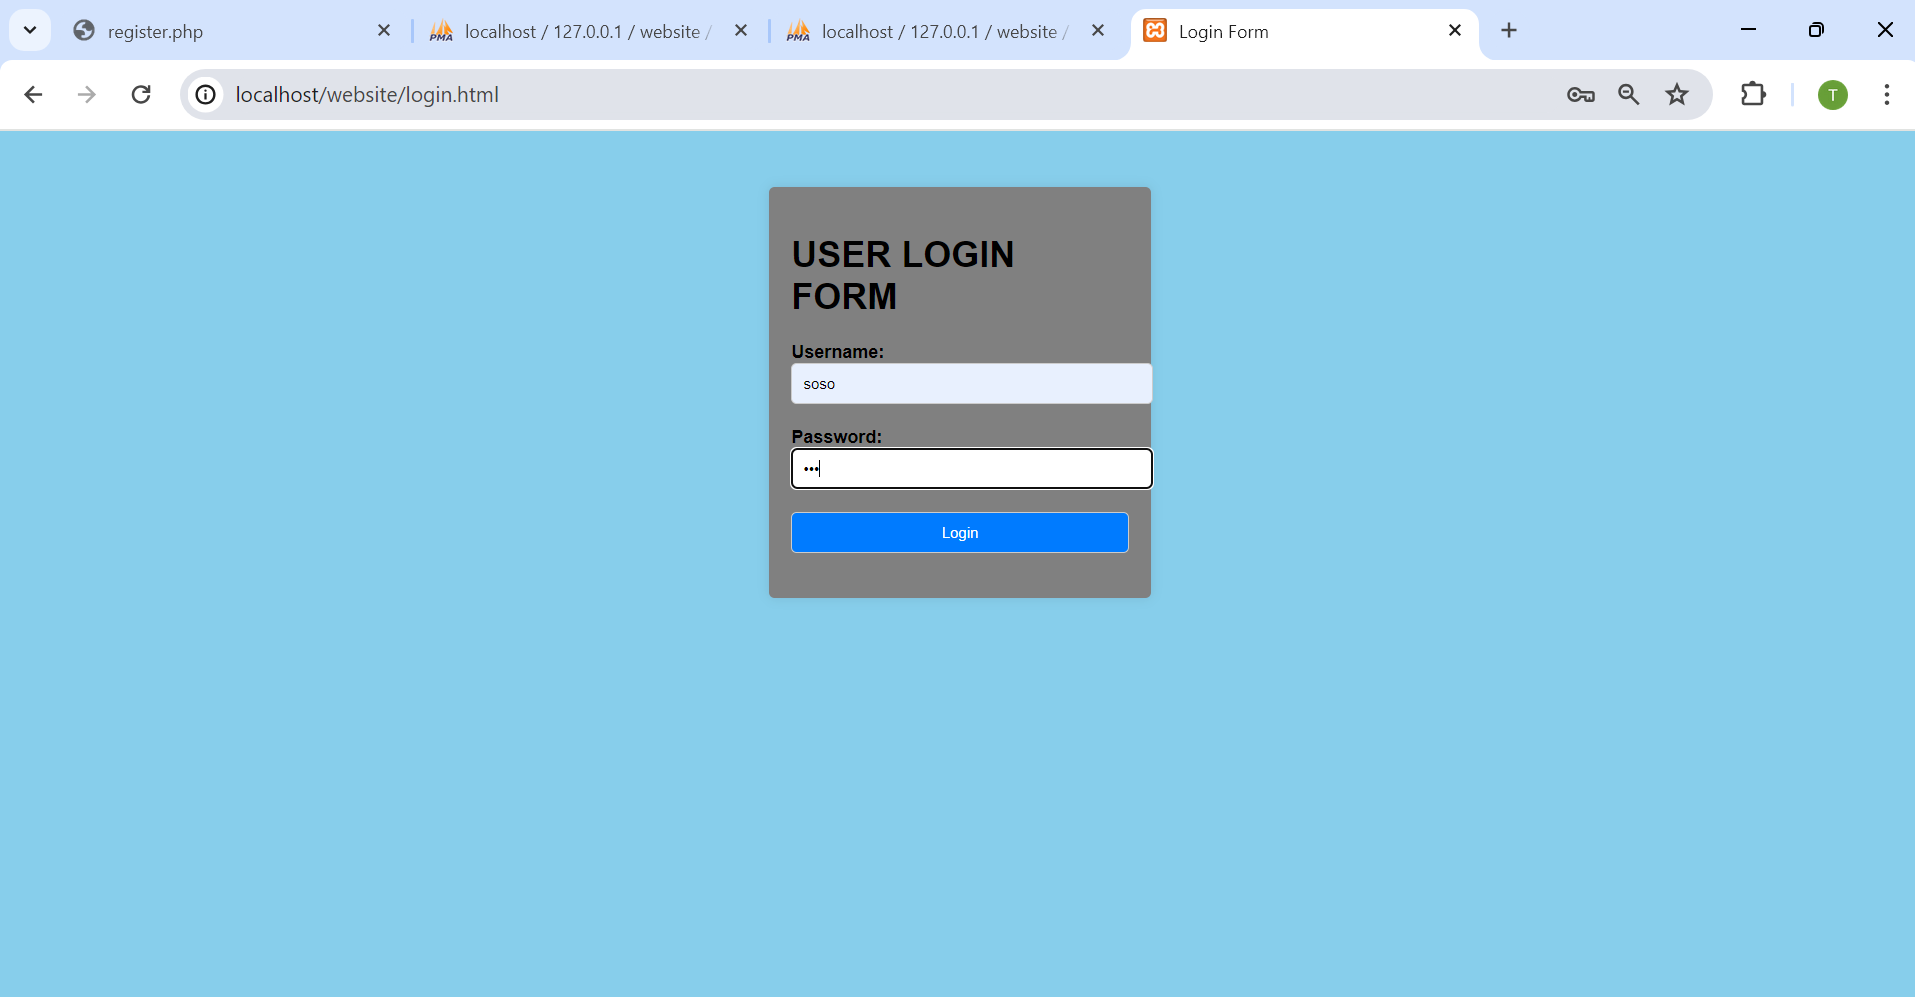 register.php
localhost / 127.0.0.1 / website /
localhost / 127.0.0.1 / website /
Login Form
localhost/website/login.html
T
USER LOGIN
FORM
Username:
soso
Password:
•••
Login